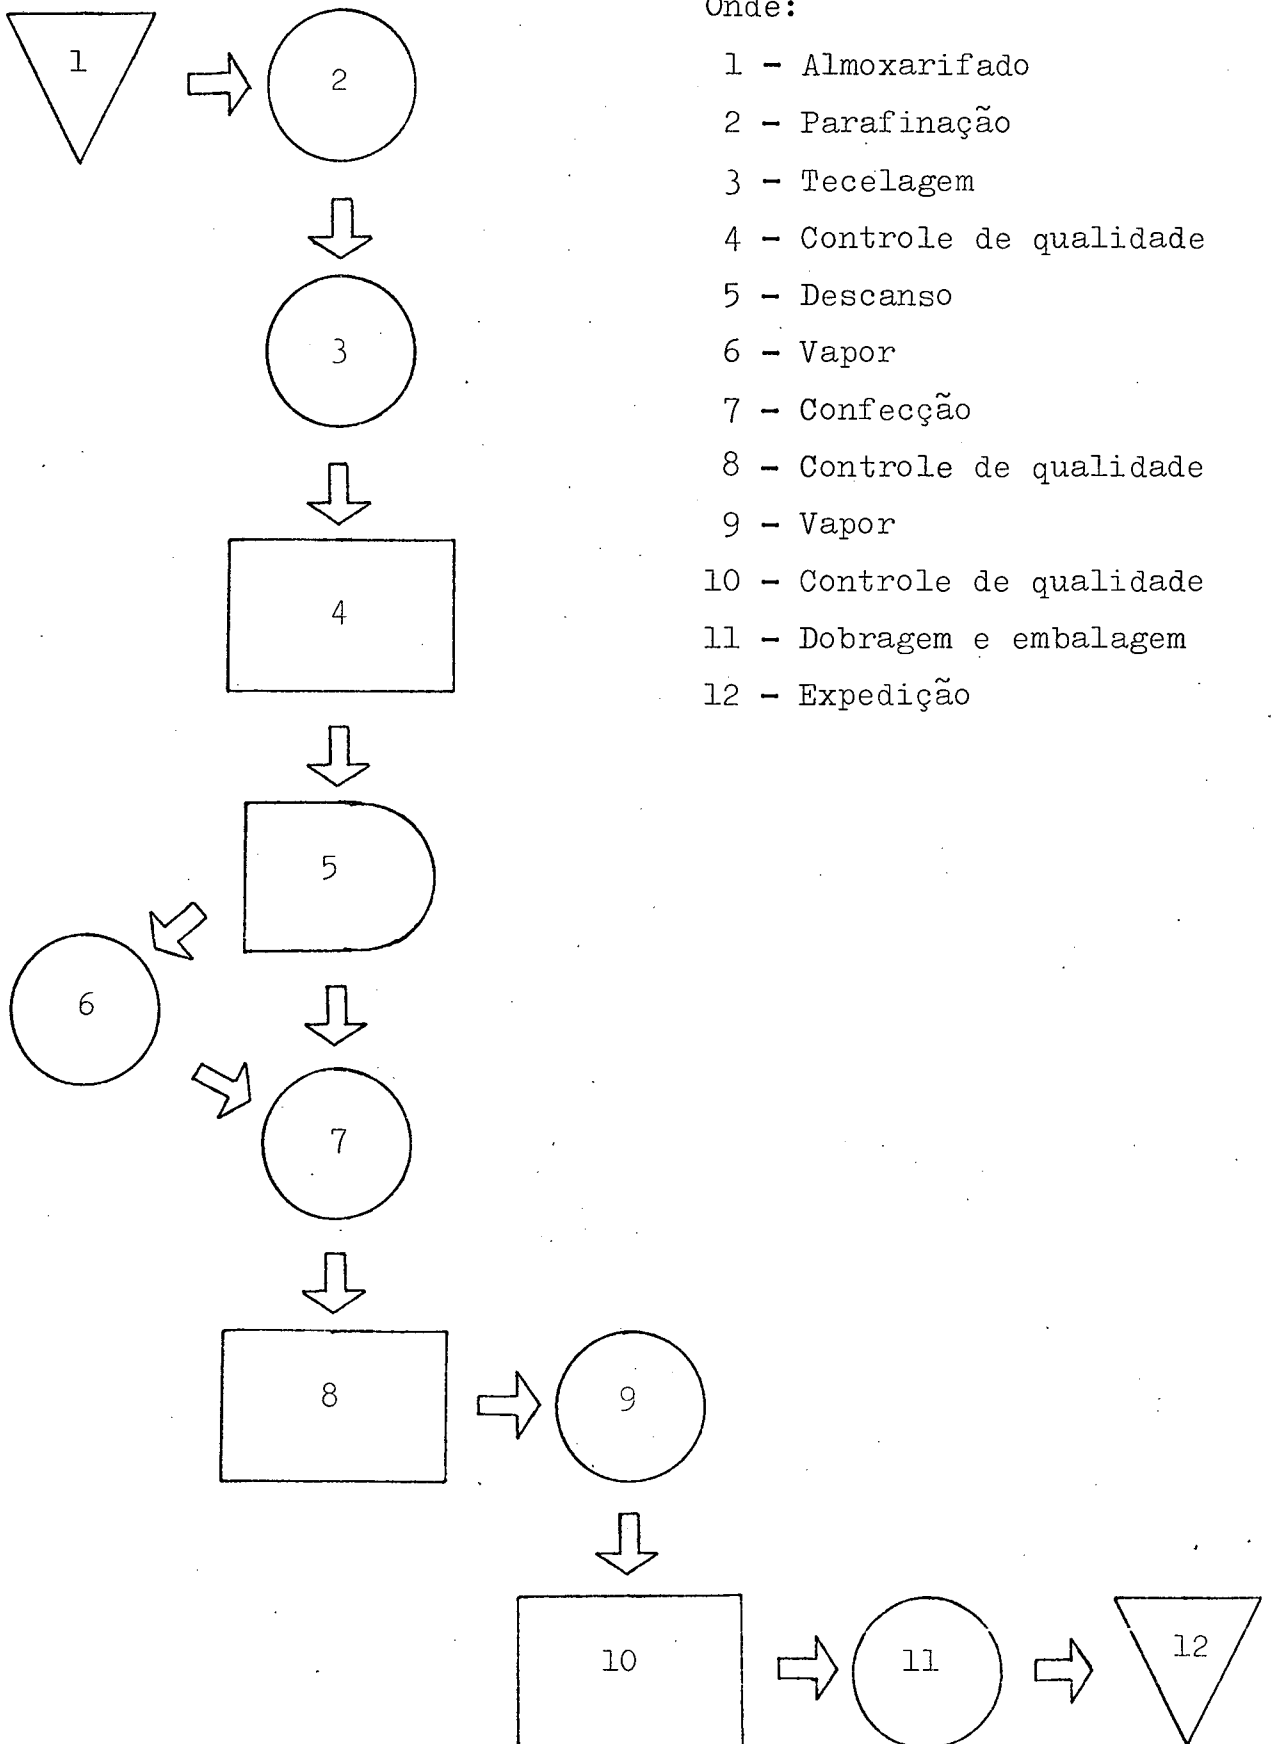 Onde:
1 - Almoxarifado
2 - Parafinação
3 - Tecelagem
4 - Controle de qualidade
5 - Descanso
6 - Vapor
7 - Confecção
8 - Controle de qualidade
9 - Vapor
10 - Controle de qualidade
11 - Dobragem e embalagem
12 - Expedição
1
2
3
4
5
6
7
8
9
10
11
12